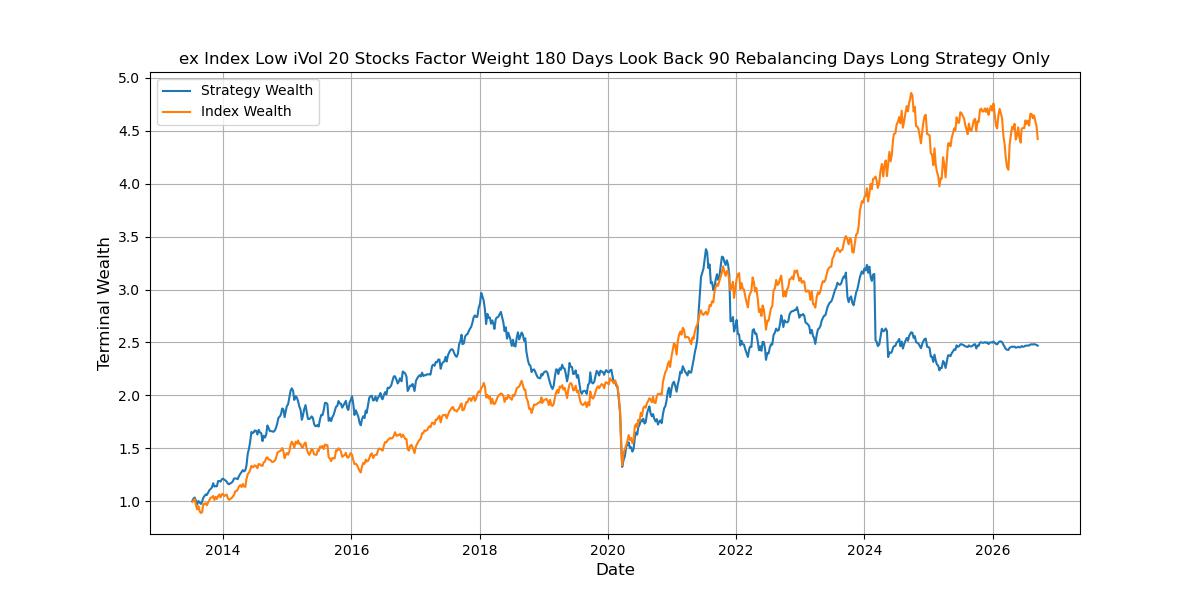 ex Index Low iVol 20 Stocks Factor Weight 180 Days Look Back 90 Rebalancing Days Long Strategy Only
Strategy Wealth
Index Wealth
Terminal Wealth
5.0
4.5
4.0
3.5
3.0
2.5
2.0
1.5
1.0
2014 2016 2018 2020 2022 2024 2026
Date